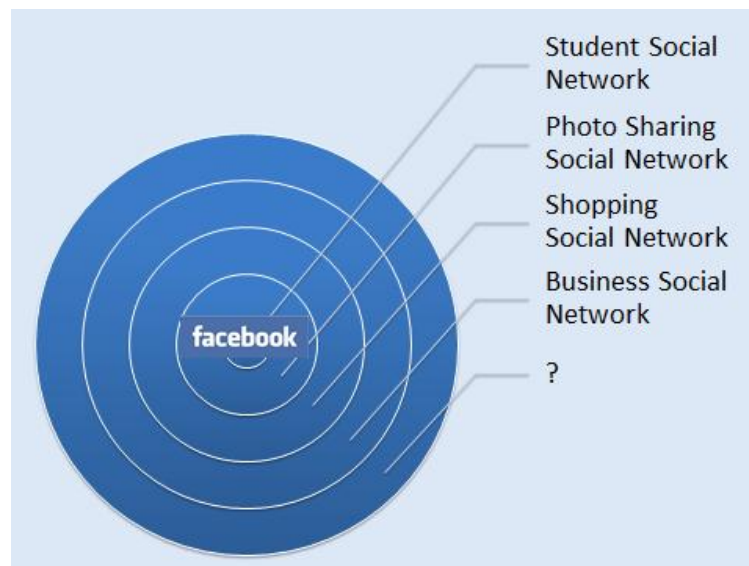 Student Social
Network
Photo Sharing
Social Network
Shopping
Social Network
Business Social
Network
?
facebook